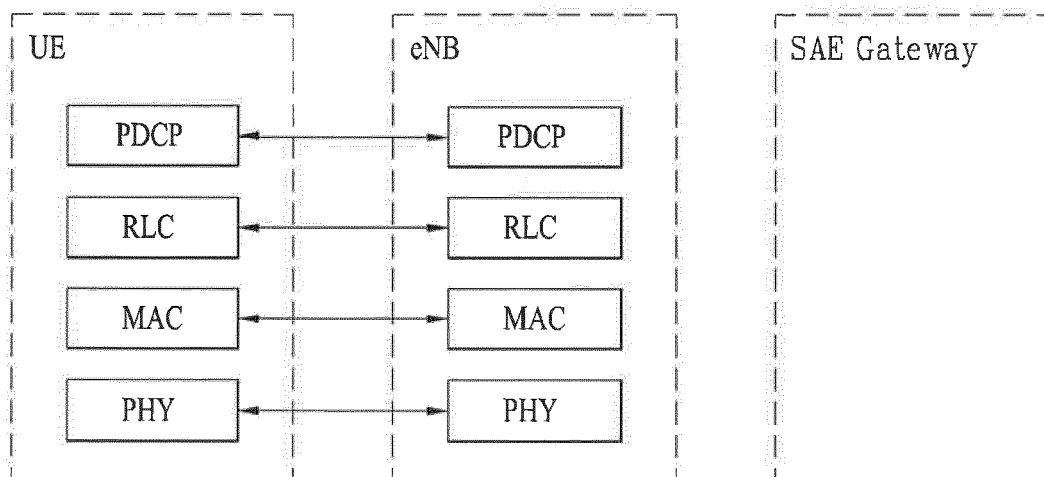 UE
eNB
SAE Gateway
PDCP
PDCP
RLC
RLC
MAC
MAC
PHY
PHY